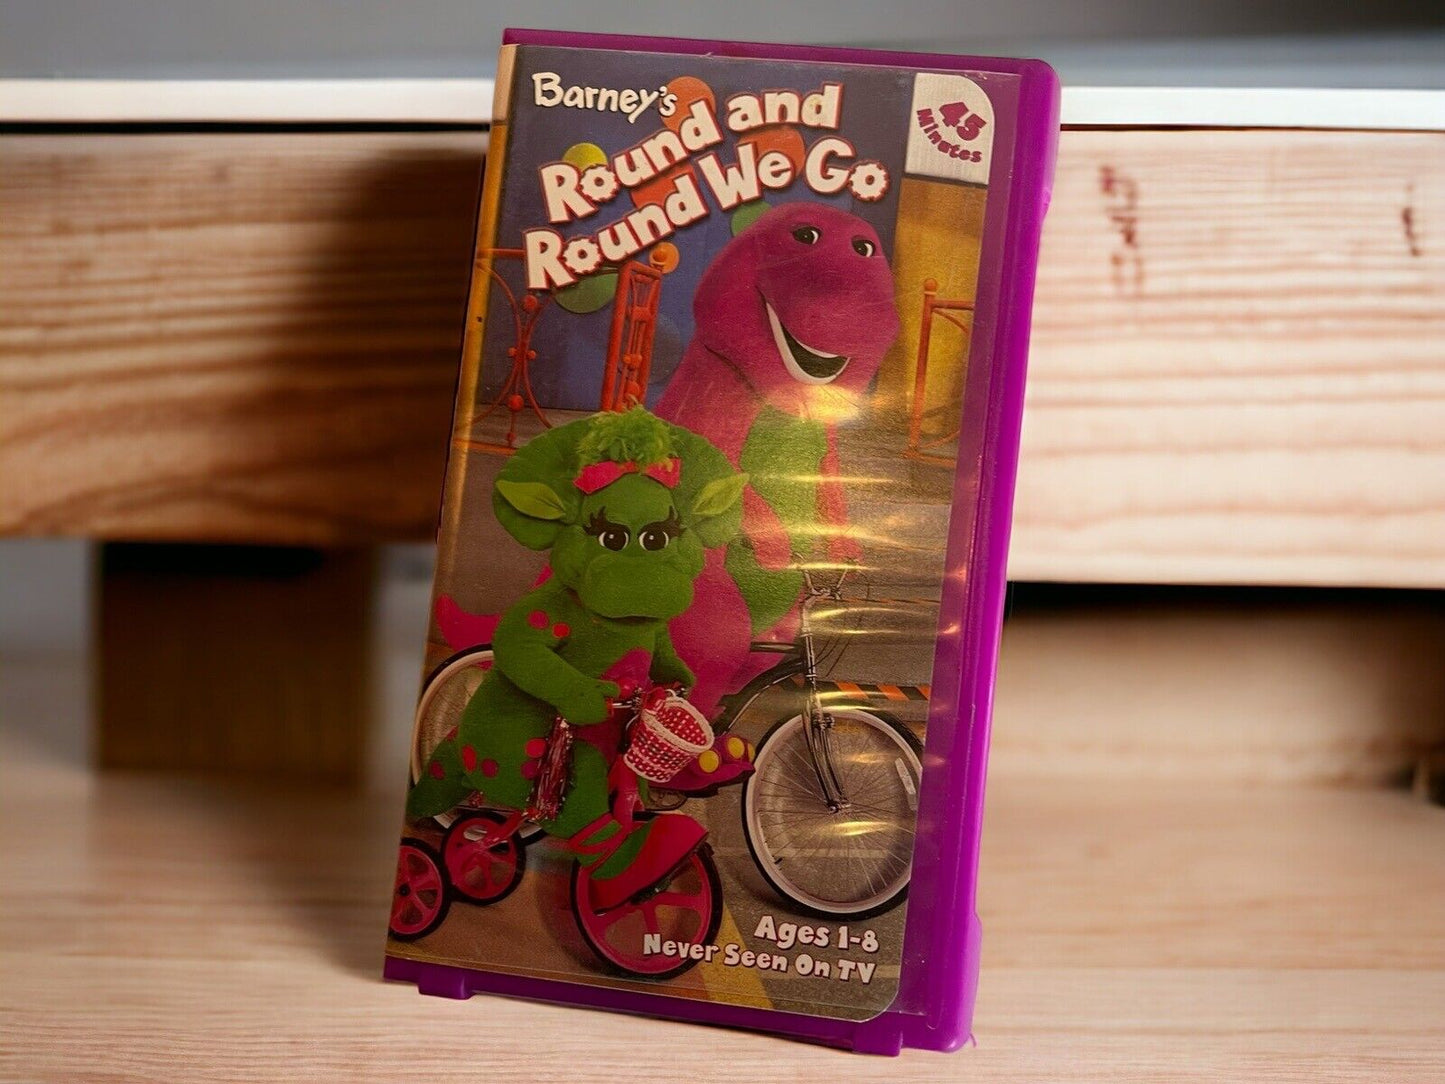 Barney's
Round and
Round We Go
45
Minutes
Ages 1-8
Never Seen On TV